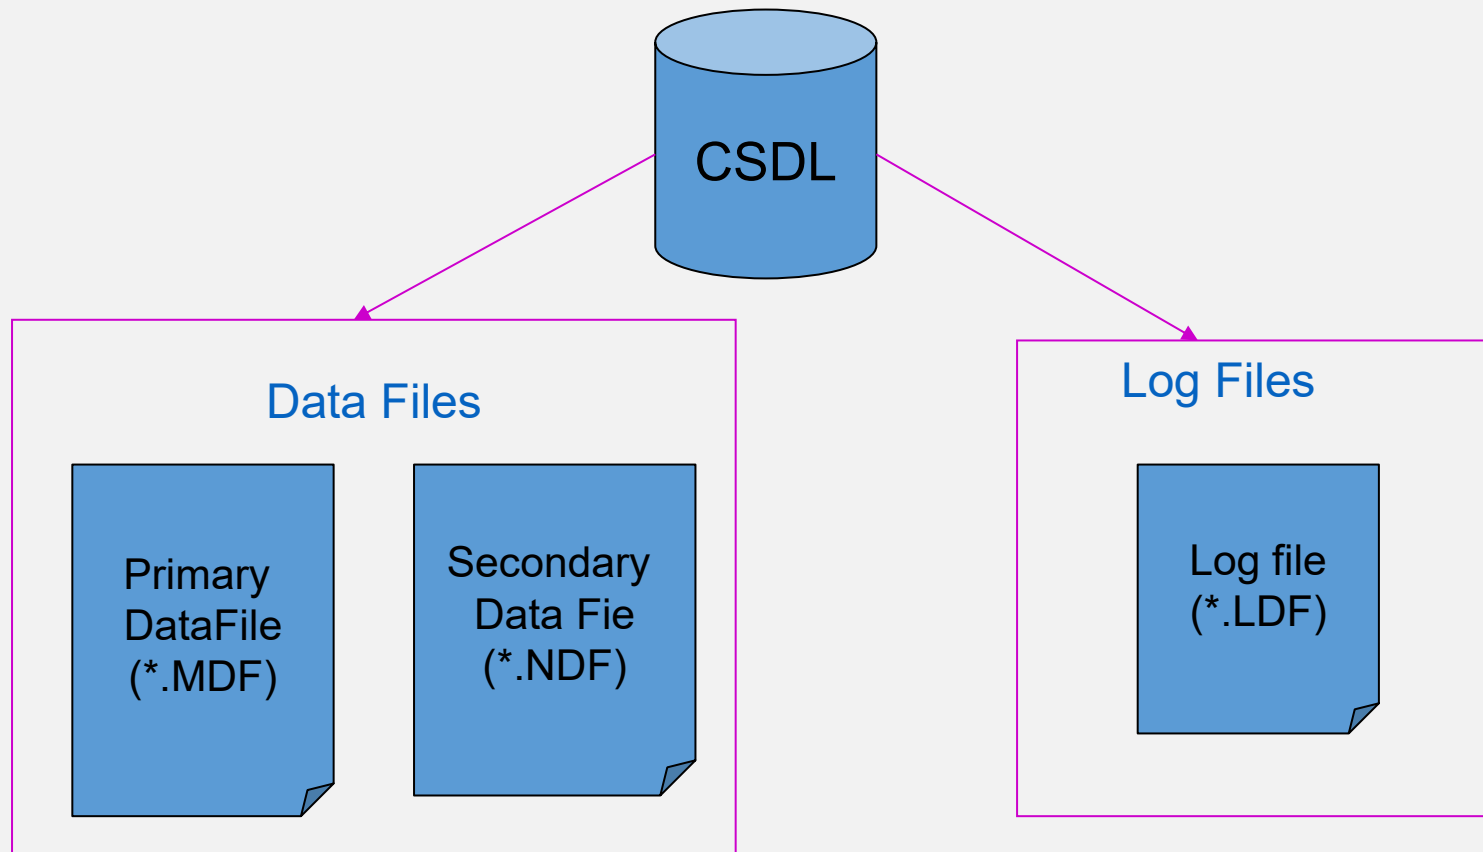 CSDL
Data Files
Primary
DataFile
(*.MDF)
Secondary
Data Fie
(*.NDF)
Log Files
Log file
(*.LDF)